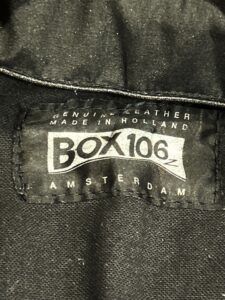 GENUINE LEATHER
MADE IN HOLLAND
BOX106
AMSTERDAM